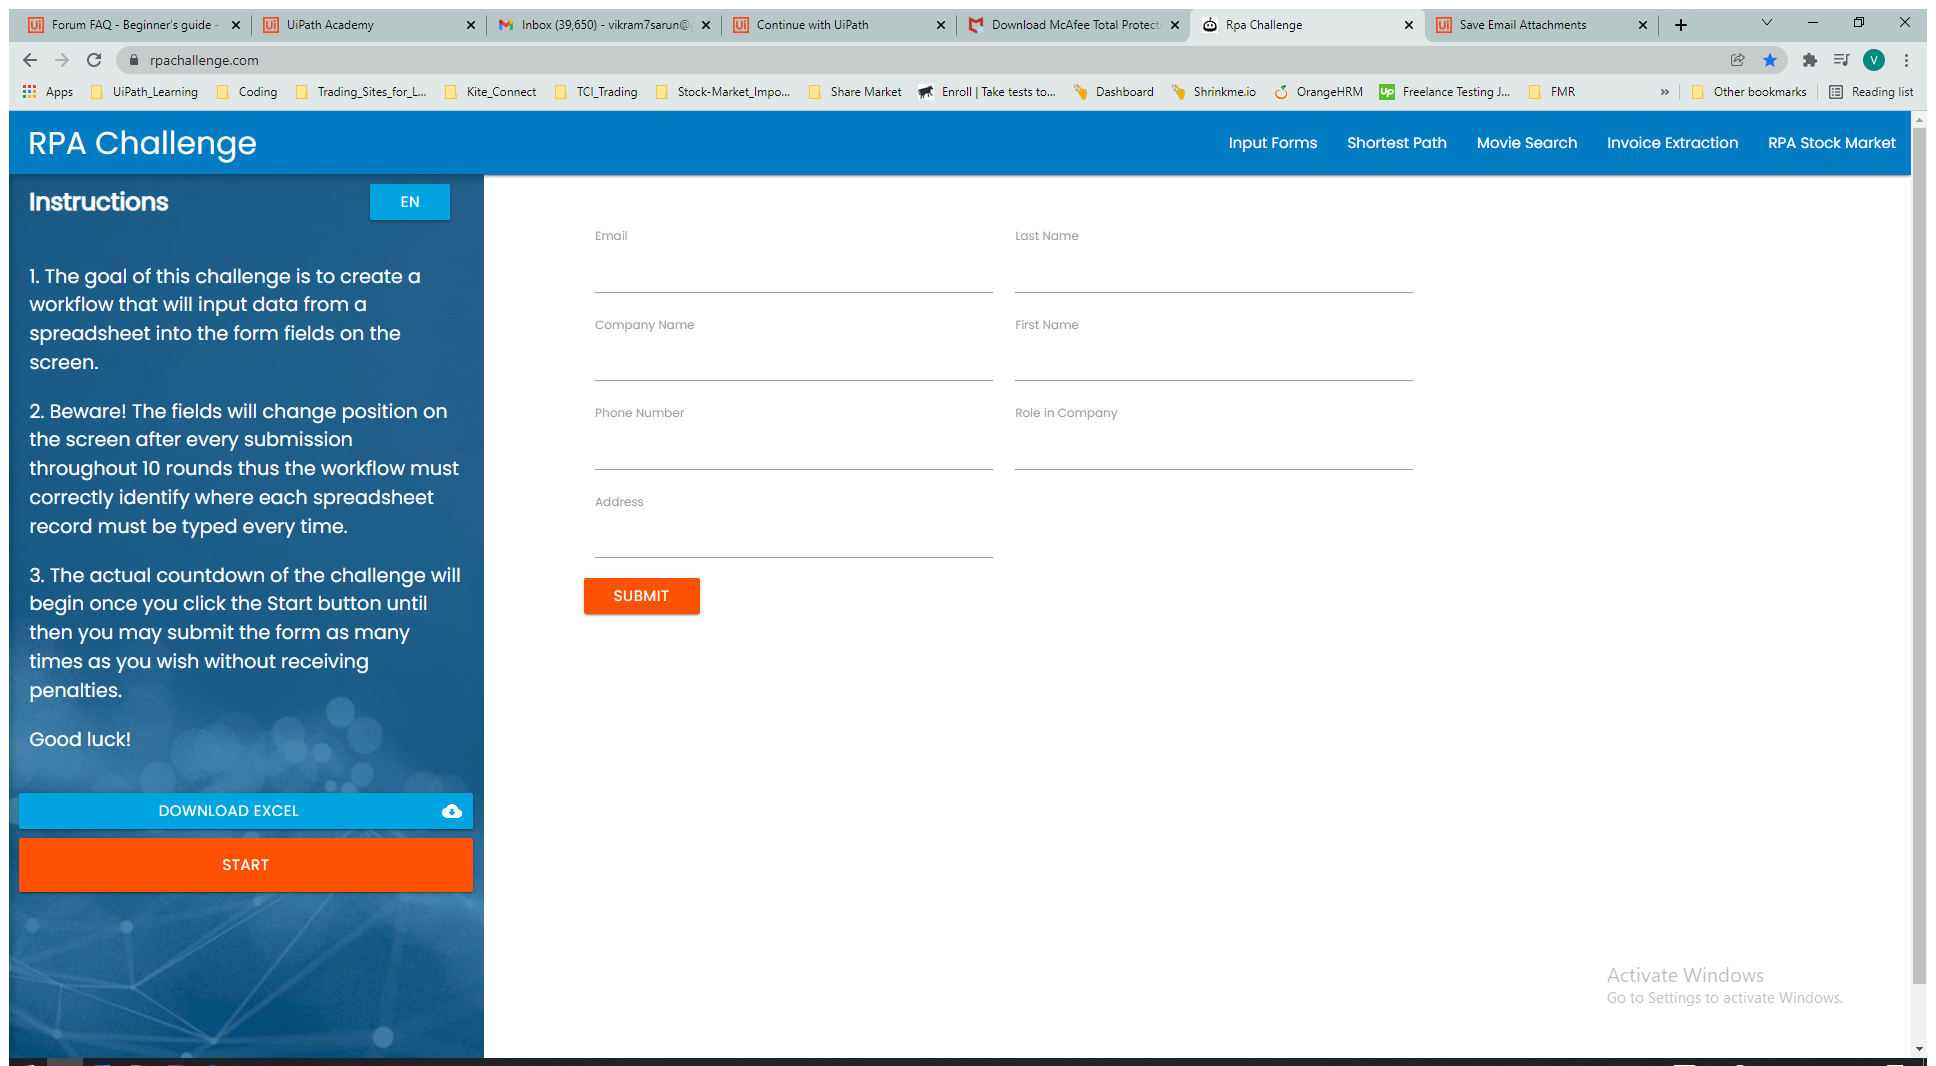 Forum FAQ - Beginner's guide -
UiPath Academy
Inbox (39,650) - vikram7sarun@
Continue with UiPath
Download McAfee Total Protecti
Rpa Challenge
Save Email Attachments
rpachallenge.com
V
Apps
UiPath_Learning
Coding
Trading_Sites_for_L...
Kite_Connect
TCI_Trading
Stock-Market_Impo...
Share Market
Enroll | Take tests to...
Dashboard
Shrinkme.io
OrangeHRM
Freelance Testing J...
FMR
»
Other bookmarks
Reading list
RPA Challenge
Input Forms
Shortest Path
Movie Search
Invoice Extraction
RPA Stock Market
Instructions
EN
1. The goal of this challenge is to create a
workflow that will input data from a
spreadsheet into the form fields on the
screen.
2. Beware! The fields will change position on
the screen after every submission
throughout 10 rounds thus the workflow must
correctly identify where each spreadsheet
record must be typed every time.
3. The actual countdown of the challenge will
begin once you click the Start button until
then you may submit the form as many
times as you wish without receiving
penalties.
Good luck!
DOWNLOAD EXCEL
START
Email
Last Name
Company Name
First Name
Phone Number
Role in Company
Address
SUBMIT
Activate Windows
Go to Settings to activate Windows.